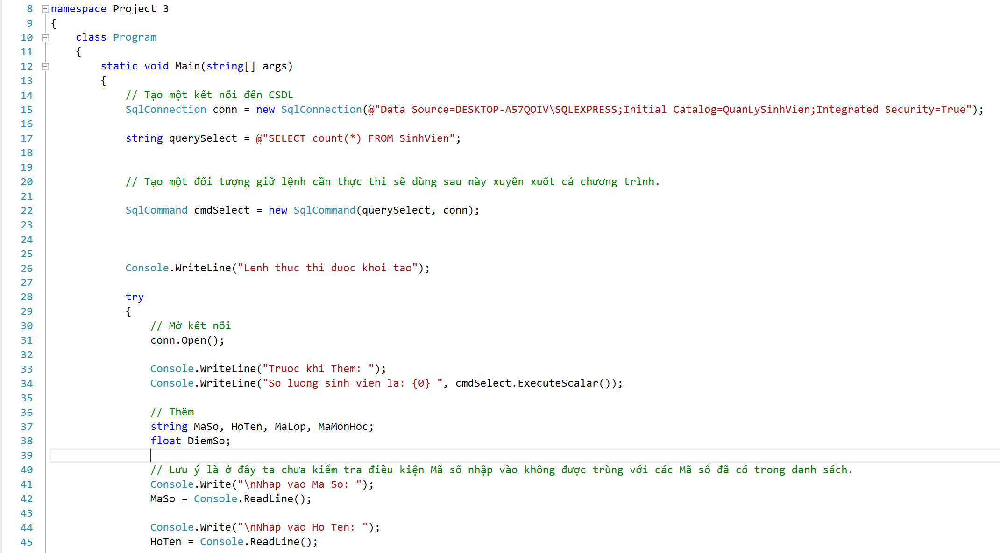 8 namespace Project_3
9 {
10 class Program
11 {
12 static void Main(string[] args)
13 {
14 // Tạo một kết nối đến CSDL
15 SqlConnection conn = new SqlConnection(@"Data Source=DESKTOP-A57QOIV\SQLEXPRESS;Initial Catalog=QuanLySinhVien;Integrated Security=True");
16
17 string querySelect = @"SELECT count(*) FROM SinhVien";
18
19
20 // Tạo một đối tượng giữ lệnh cần thực thi sẽ dùng sau này xuyên xuốt cả chương trình.
21
22 SqlCommand cmdSelect = new SqlCommand(querySelect, conn);
23
24
25
26 Console.WriteLine("Lenh thuc thi duoc khoi tao");
27
28 try
29 {
30 // Mở kết nối
31 conn.Open();
32
33 Console.WriteLine("Truoc khi Them: ");
34 Console.WriteLine("So luong sinh vien la: {0} ", cmdSelect.ExecuteScalar());
35
36 // Thêm
37 string MaSo, HoTen, MaLop, MaMonHoc;
38 float DiemSo;
39
40 // Lưu ý là ở đây ta chưa kiểm tra điều kiện Mã số nhập vào không được trùng với các Mã số đã có trong danh sách.
41 Console.Write("\nNhap vao Ma So: ");
42 MaSo = Console.ReadLine();
43
44 Console.Write("\nNhap vao Ho Ten: ");
45 HoTen = Console.ReadLine();